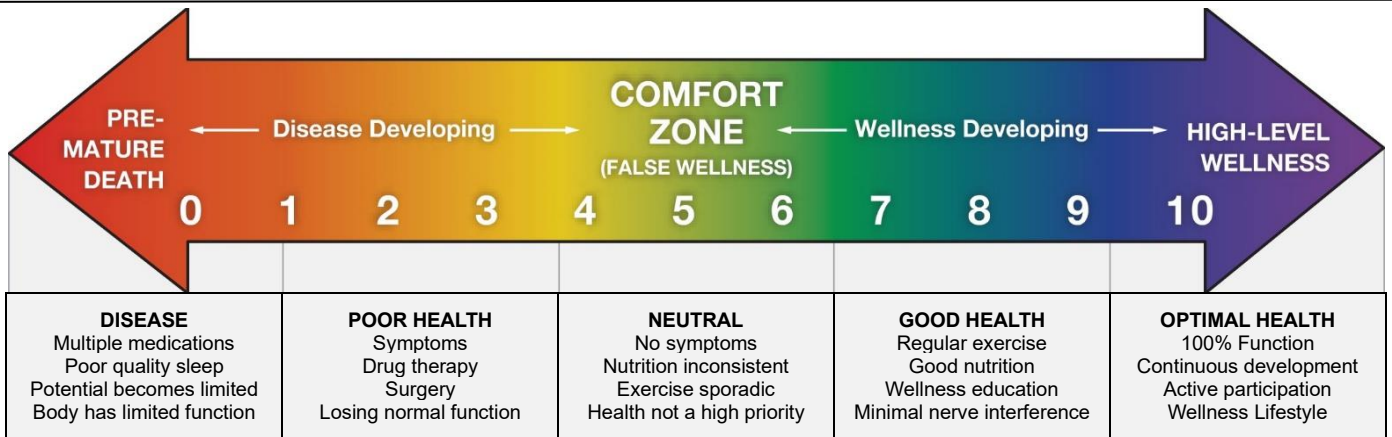 PRE-
MATURE
DEATH
Disease Developing
COMFORT
ZONE
(FALSE WELLNESS)
Wellness Developing
HIGH-LEVEL
WELLNESS
0 1 2 3 4 5 6 7 8 9 10
DISEASE
Multiple medications
Poor quality sleep
Potential becomes limited
Body has limited function
POOR HEALTH
Symptoms
Drug therapy
Surgery
Losing normal function
NEUTRAL
No symptoms
Nutrition inconsistent
Exercise sporadic
Health not a high priority
GOOD HEALTH
Regular exercise
Good nutrition
Wellness education
Minimal nerve interference
OPTIMAL HEALTH
100% Function
Continuous development
Active participation
Wellness Lifestyle